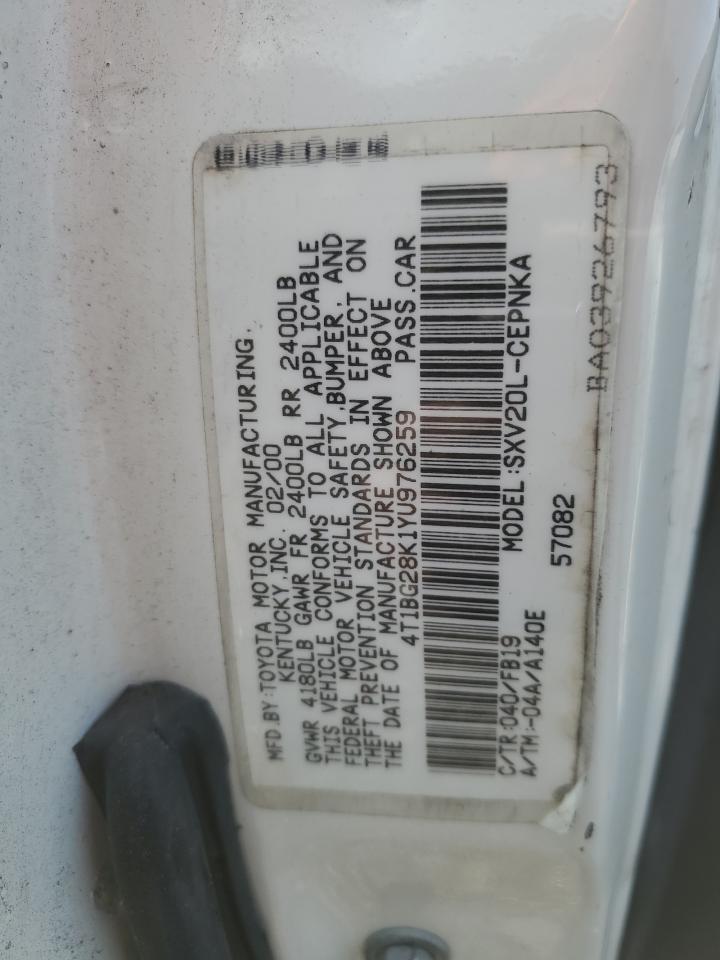 MFD.BY:TOYOTA MOTOR MANUFACTURING,
KENTUCKY,INC. 02/00
GVWR 4180LB GAWR FR 2400LB RR 2400LB
THIS VEHICLE CONFORMS TO ALL APPLICABLE
FEDERAL MOTOR VEHICLE SAFETY,BUMPER, AND
THEFT PREVENTION STANDARDS IN EFFECT ON
THE DATE OF MANUFACTURE SHOWN ABOVE
4T1BG28K1YU976259 PASS.CAR
C/TR:040/FB19 MODEL:SXV20L-CEPNKA
A/TM:-04A/A140E 57082
BA03926793